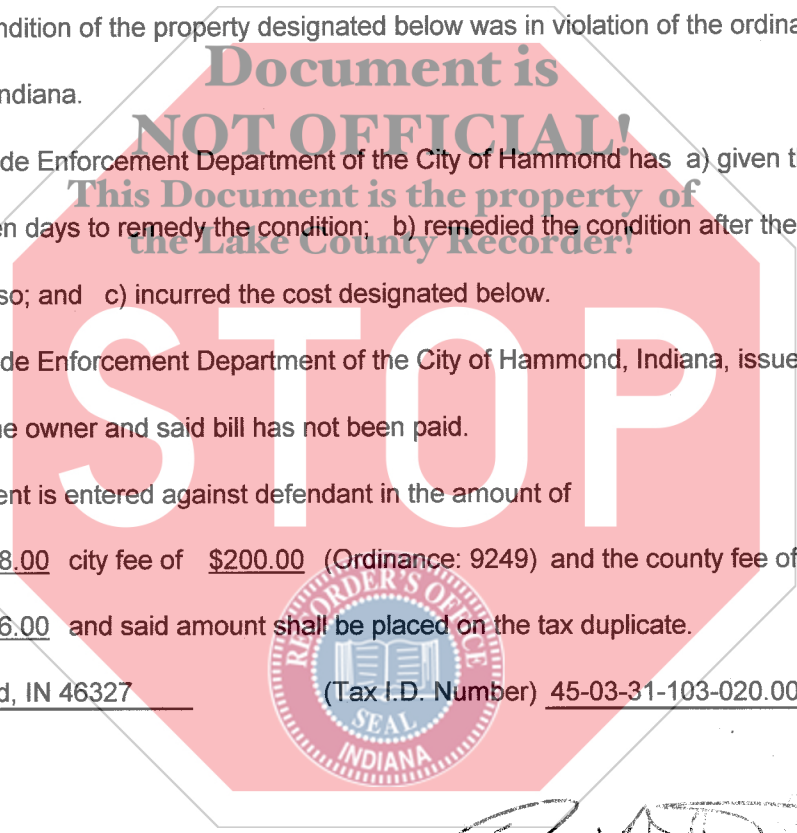 ndition of the property designated below was in violation of the ordina
Document is
ndiana.
NOT OFFICIAL!
de Enforcement Department of the City of Hammond has a) given t
This Document is the property of
en days to remedy the condition; b) remedied the condition after the
the Lake County Recorder!
so; and c) incurred the cost designated below.
STOP
de Enforcement Department of the City of Hammond, Indiana, issue
he owner and said bill has not been paid.
ent is entered against defendant in the amount of
8.00 city fee of $200.00 (Ordinance: 9249) and the county fee of
6.00 and said amount shall be placed on the tax duplicate.
RECORDER'S OFFICE
d, IN 46327 (Tax I.D. Number) 45-03-31-103-020.00
SEAL
INDIANA